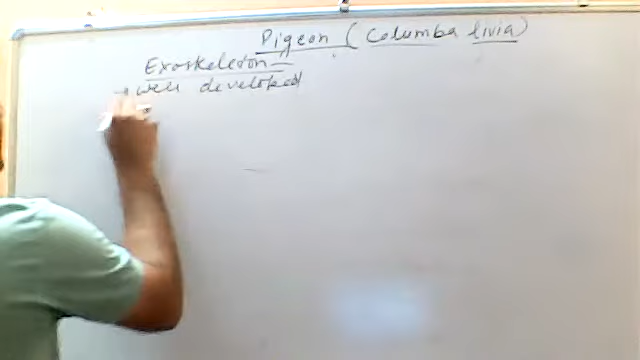 Pigeon (Columba livia)
Exoskeleton –
→ well developed